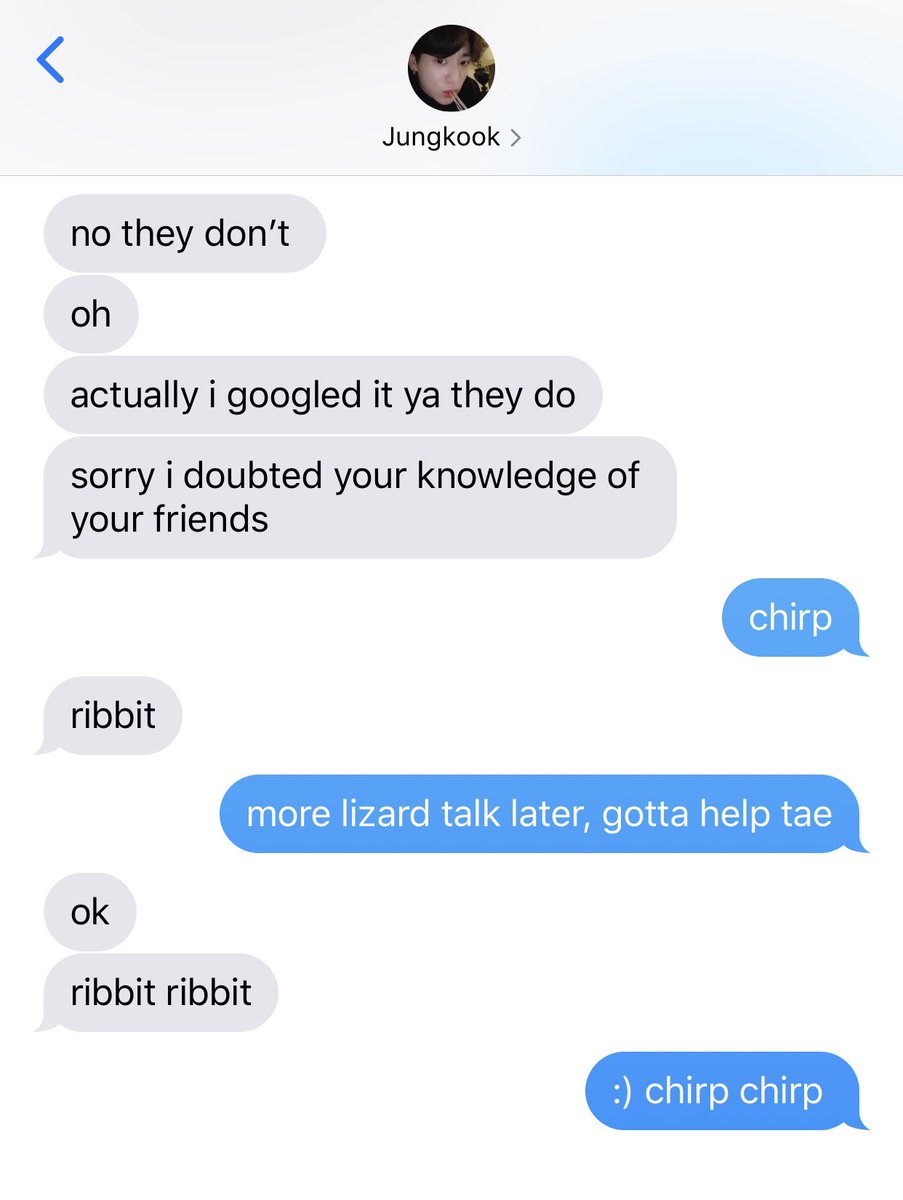 Jungkook
no they don’t
oh
actually i googled it ya they do
sorry i doubted your knowledge of
your friends
chirp
ribbit
more lizard talk later, gotta help tae
ok
ribbit ribbit
:) chirp chirp